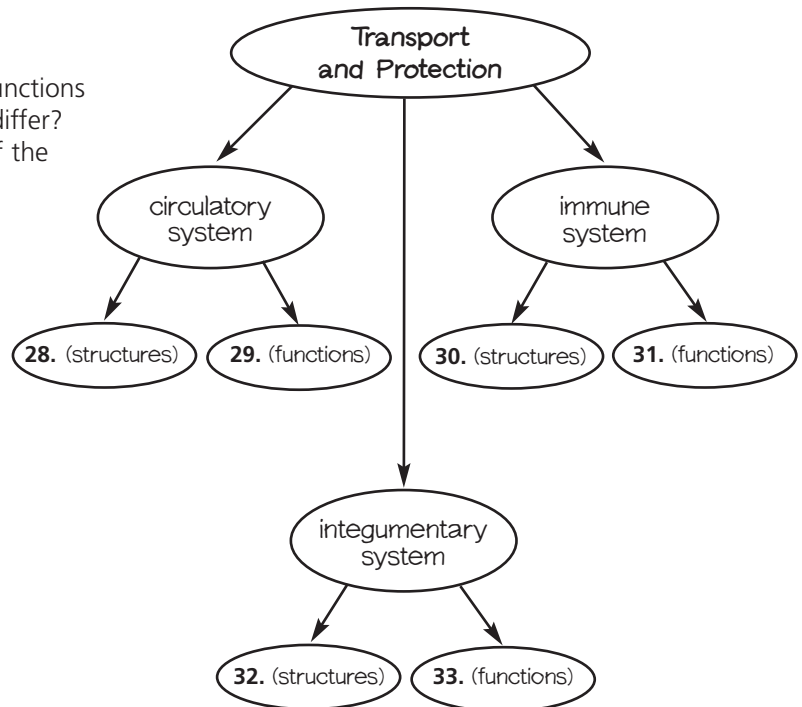 Transport
and Protection
unctions
differ?
f the
circulatory
system
immune
system
28. (structures)
29. (functions)
30. (structures)
31. (functions)
integumentary
system
32. (structures)
33. (functions)